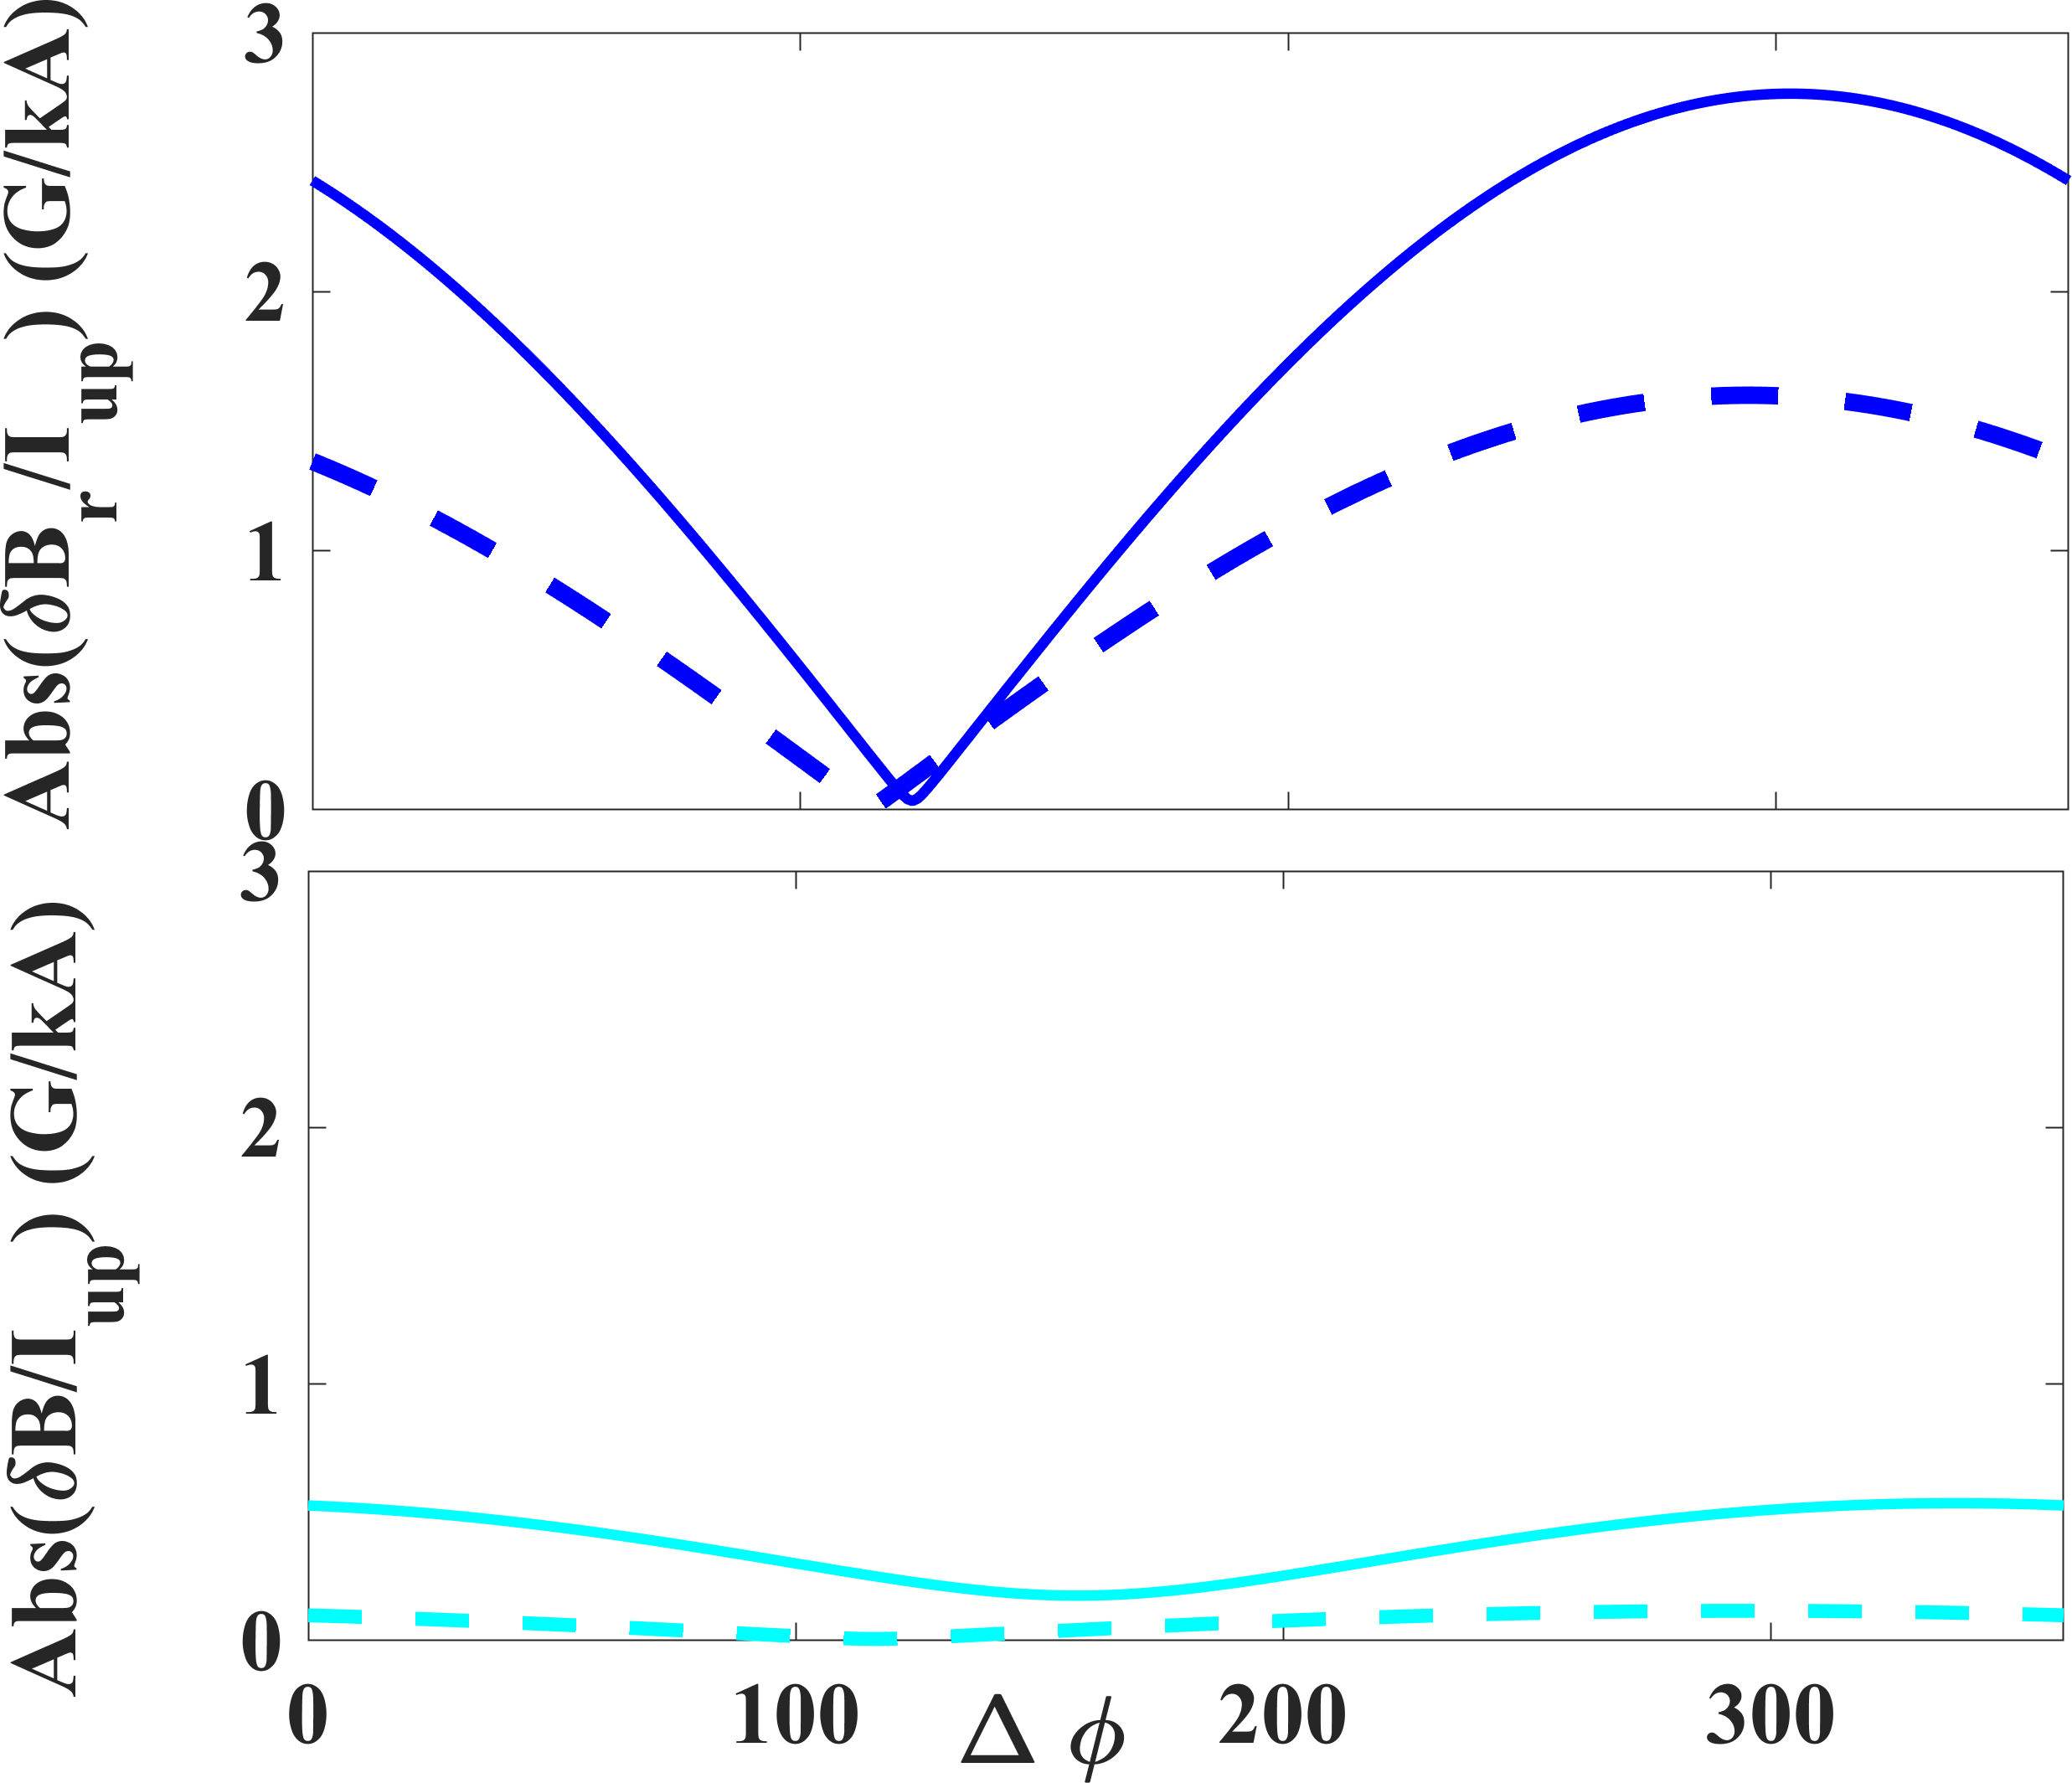 Abs(δB_r/I_up) (G/kA)
3
2
1
0
Abs(δB/I_up) (G/kA)
3
2
1
0
0 100 200 300
Δ ϕ